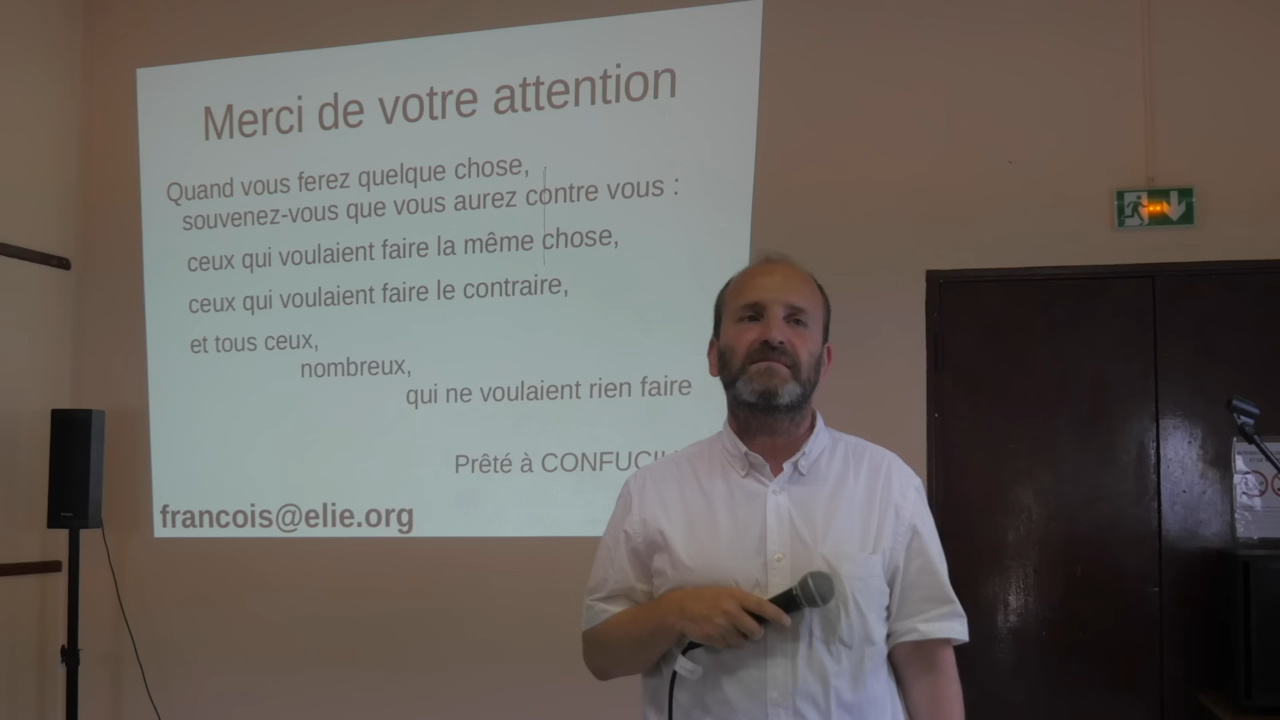 Merci de votre attention
Quand vous ferez quelque chose,
souvenez-vous que vous aurez contre vous :
ceux qui voulaient faire la même chose,
ceux qui voulaient faire le contraire,
et tous ceux,
nombreux,
qui ne voulaient rien faire
Prêté à
francois@elie.org